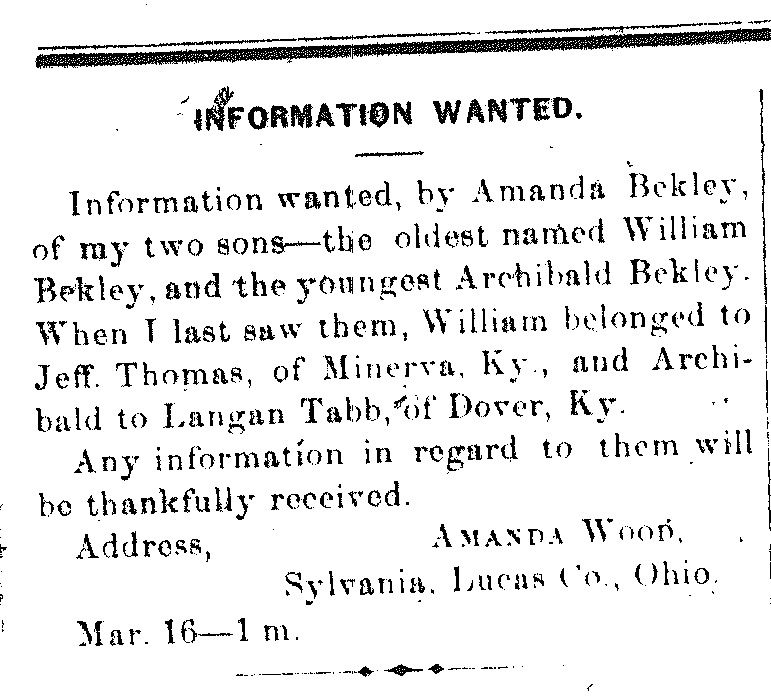 INFORMATION WANTED.
Information wanted, by Amanda Bekley,
of my two sons—the oldest named William
Bekley, and the youngest Archibald Bekley.
When I last saw them, William belonged to
Jeff. Thomas, of Minerva, Ky., and Archi-
bald to Langan Tabb, of Dover, Ky.
Any information in regard to them will
be thankfully received.
Address, AMANDA WOOD,
Sylvania, Lucas Co., Ohio.
Mar. 16—1 m.